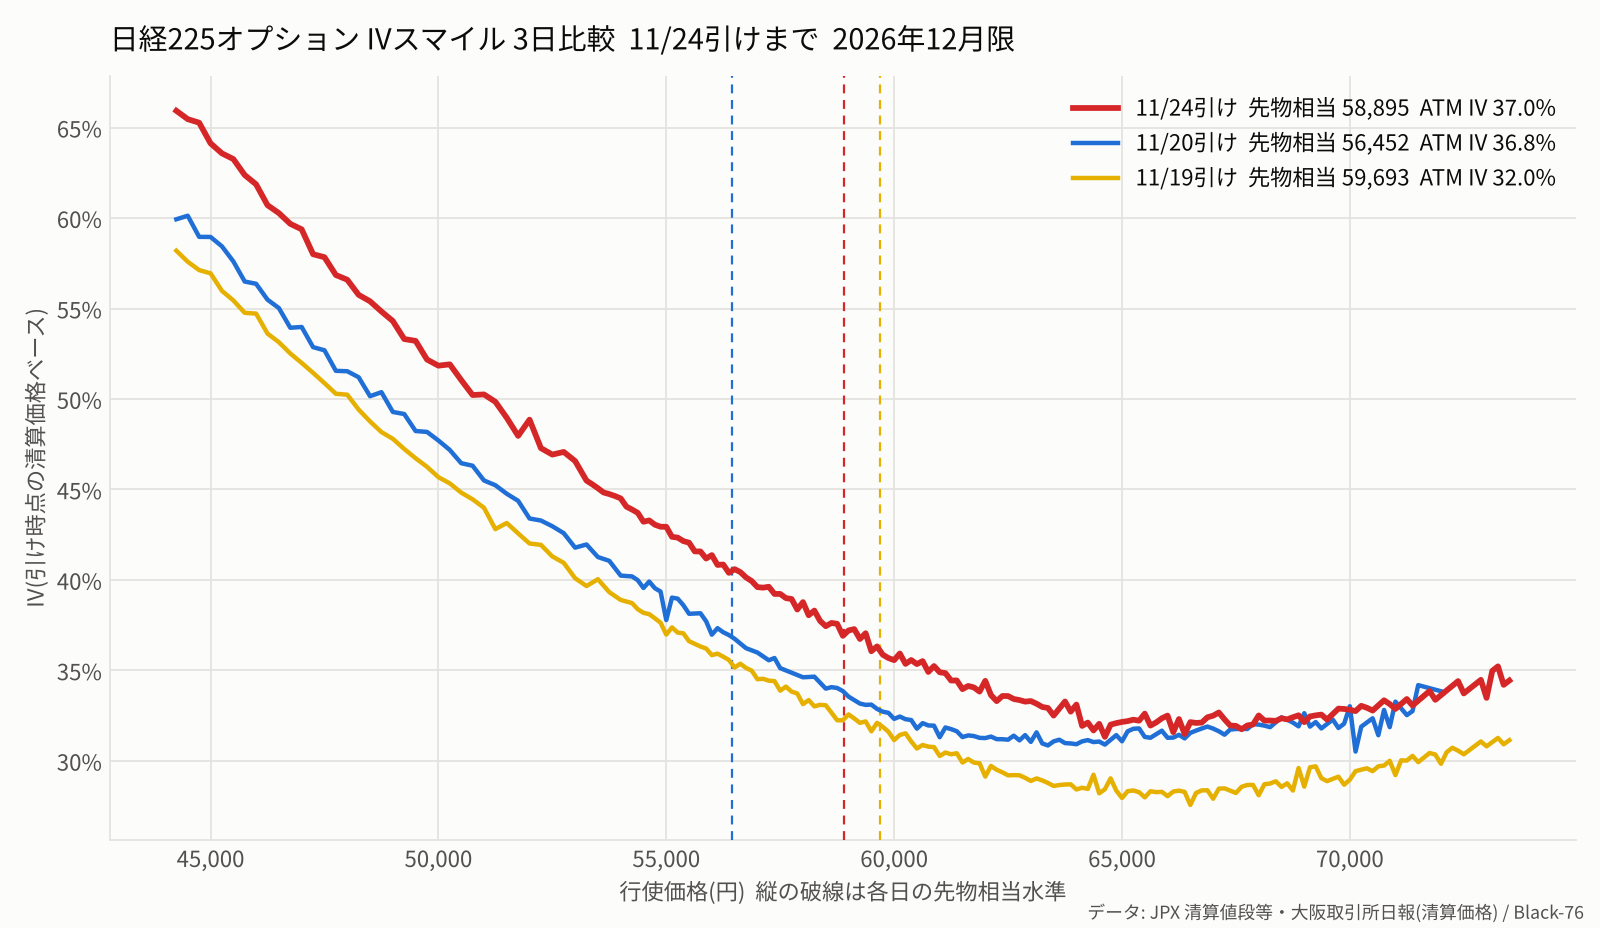 日経225オプション IVスマイル 3日比較 11/24引けまで 2026年12月限
11/24引け 先物相当 58,895 ATM IV 37.0%
11/20引け 先物相当 56,452 ATM IV 36.8%
11/19引け 先物相当 59,693 ATM IV 32.0%
IV(引け時点の清算価格ベース)
65%
60%
55%
50%
45%
40%
35%
30%
45,000 50,000 55,000 60,000 65,000 70,000
行使価格(円) 縦の破線は各日の先物相当水準
データ: JPX 清算値段等・大阪取引所日報(清算価格) / Black-76